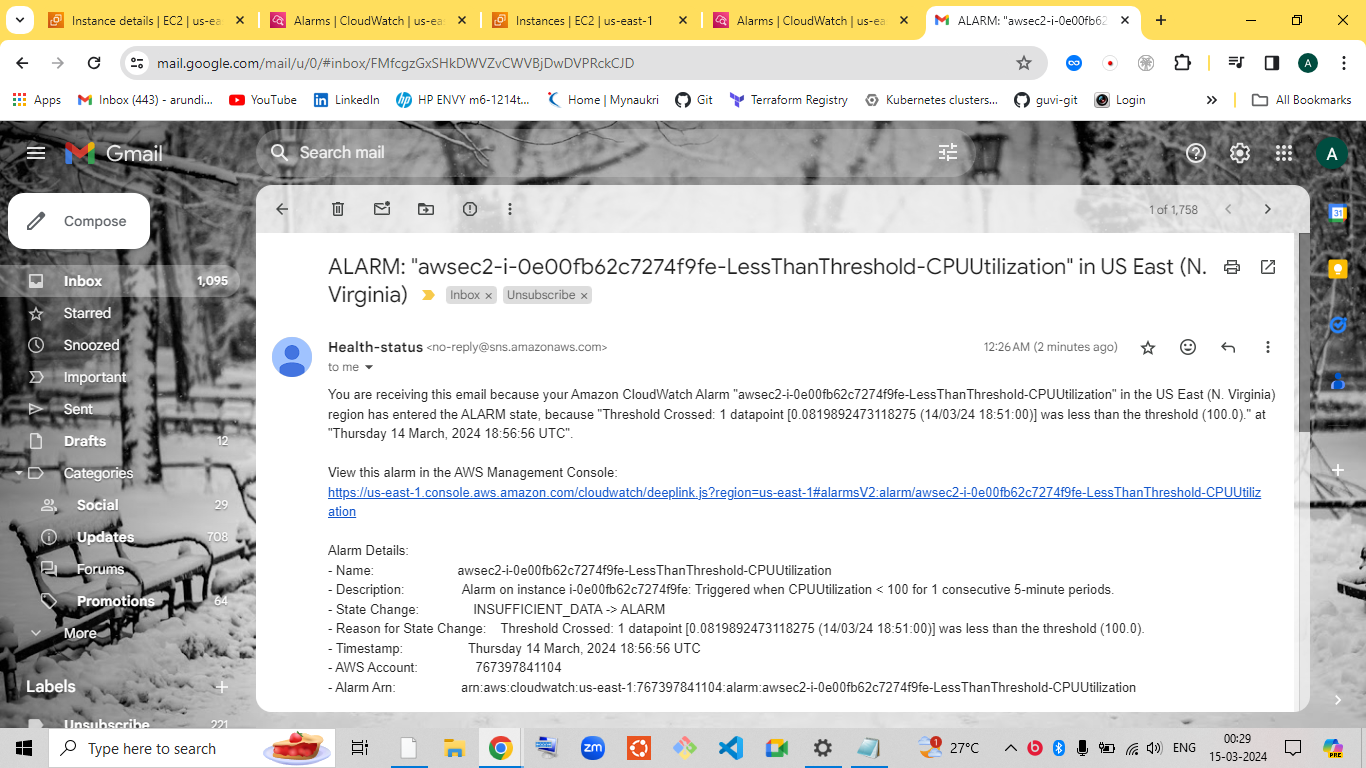 Instance details | EC2 | us-eas
Alarms | CloudWatch | us-eas
Instances | EC2 | us-east-1
Alarms | CloudWatch | us-eas
ALARM: "awsec2-i-0e00fb62
mail.google.com/mail/u/0/#inbox/FMfcgzGxSHkDWVZvCWVBjDwDVPRckCJD
A
Apps
Inbox (443) - arundi...
YouTube
LinkedIn
HP ENVY m6-1214t...
Home | Mynaukri
Git
Terraform Registry
Kubernetes clusters...
guvi-git
Login
»
All Bookmarks
Gmail
Search mail
A
Compose
1 of 1,758
31
Inbox 1,095
Starred
Snoozed
Important
Sent
Drafts 12
Categories
Social 29
Updates 708
Forums
Promotions 64
More
Labels
Unsubscribe 221
ALARM: "awsec2-i-0e00fb62c7274f9fe-LessThanThreshold-CPUUtilization" in US East (N.
Virginia) Inbox × Unsubscribe ×
Health-status <no-reply@sns.amazonaws.com> 12:26 AM (2 minutes ago)
to me
You are receiving this email because your Amazon CloudWatch Alarm "awsec2-i-0e00fb62c7274f9fe-LessThanThreshold-CPUUtilization" in the US East (N. Virginia)
region has entered the ALARM state, because "Threshold Crossed: 1 datapoint [0.0819892473118275 (14/03/24 18:51:00)] was less than the threshold (100.0)." at
"Thursday 14 March, 2024 18:56:56 UTC".
View this alarm in the AWS Management Console:
https://us-east-1.console.aws.amazon.com/cloudwatch/deeplink.js?region=us-east-1#alarmsV2:alarm/awsec2-i-0e00fb62c7274f9fe-LessThanThreshold-CPUUtiliz
ation
Alarm Details:
- Name: awsec2-i-0e00fb62c7274f9fe-LessThanThreshold-CPUUtilization
- Description: Alarm on instance i-0e00fb62c7274f9fe: Triggered when CPUUtilization < 100 for 1 consecutive 5-minute periods.
- State Change: INSUFFICIENT_DATA -> ALARM
- Reason for State Change: Threshold Crossed: 1 datapoint [0.0819892473118275 (14/03/24 18:51:00)] was less than the threshold (100.0).
- Timestamp: Thursday 14 March, 2024 18:56:56 UTC
- AWS Account: 767397841104
- Alarm Arn: arn:aws:cloudwatch:us-east-1:767397841104:alarm:awsec2-i-0e00fb62c7274f9fe-LessThanThreshold-CPUUtilization
Type here to search
zm
1
27°C
ENG
00:29
15-03-2024
PRE